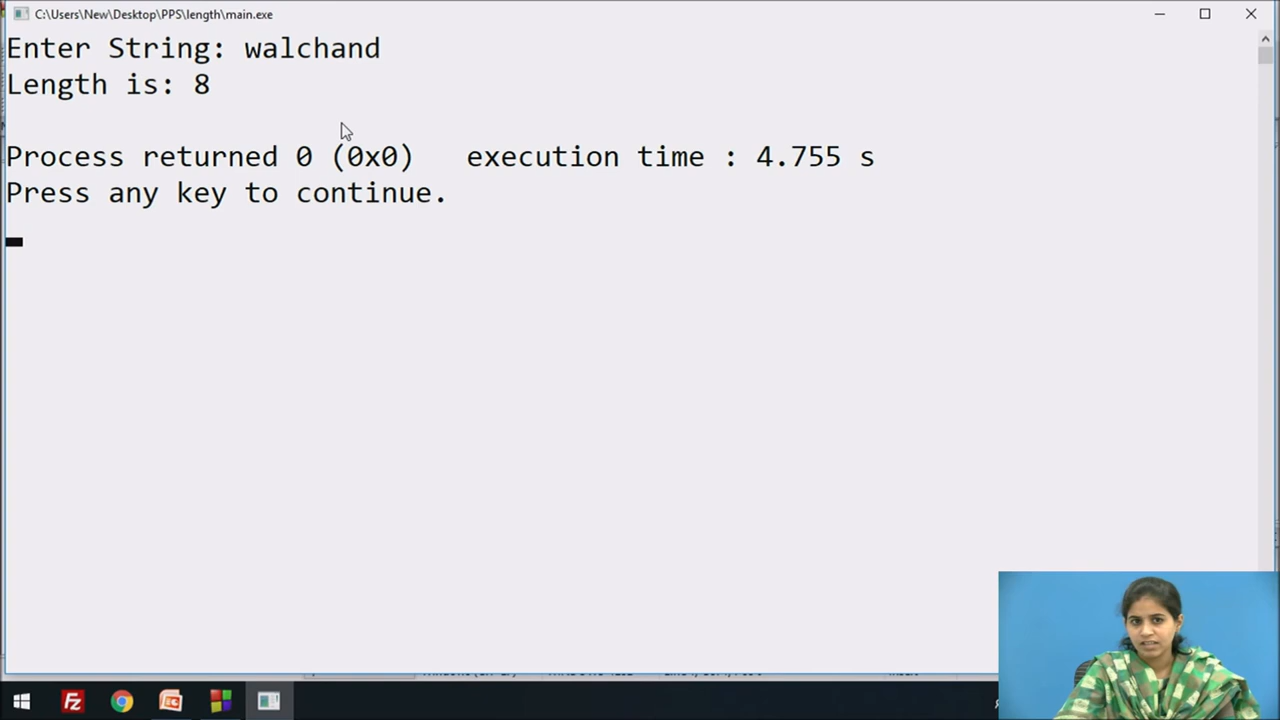 C:\Users\New\Desktop\PPS\length\main.exe
Enter String: walchand
Length is: 8
Process returned 0 (0x0)   execution time : 4.755 s
Press any key to continue.
Fz